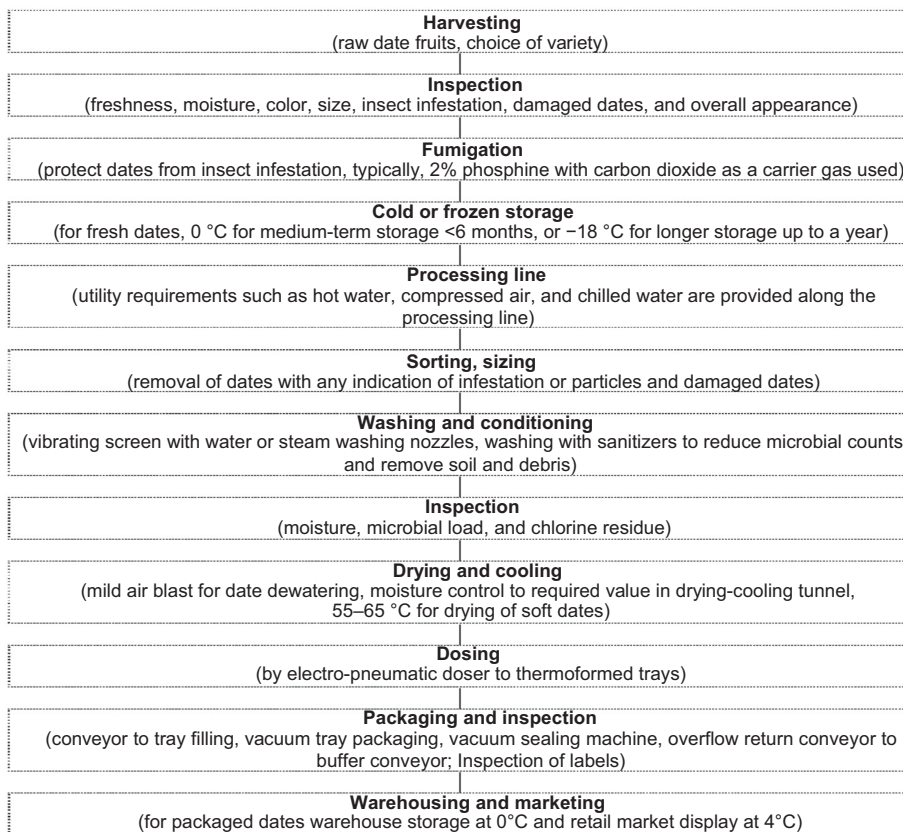 Harvesting
(raw date fruits, choice of variety)
Inspection
(freshness, moisture, color, size, insect infestation, damaged dates, and overall appearance)
Fumigation
(protect dates from insect infestation, typically, 2% phosphine with carbon dioxide as a carrier gas used)
Cold or frozen storage
(for fresh dates, 0 °C for medium-term storage <6 months, or −18 °C for longer storage up to a year)
Processing line
(utility requirements such as hot water, compressed air, and chilled water are provided along the
processing line)
Sorting, sizing
(removal of dates with any indication of infestation or particles and damaged dates)
Washing and conditioning
(vibrating screen with water or steam washing nozzles, washing with sanitizers to reduce microbial counts
and remove soil and debris)
Inspection
(moisture, microbial load, and chlorine residue)
Drying and cooling
(mild air blast for date dewatering, moisture control to required value in drying-cooling tunnel,
55–65 °C for drying of soft dates)
Dosing
(by electro-pneumatic doser to thermoformed trays)
Packaging and inspection
(conveyor to tray filling, vacuum tray packaging, vacuum sealing machine, overflow return conveyor to
buffer conveyor; Inspection of labels)
Warehousing and marketing
(for packaged dates warehouse storage at 0°C and retail market display at 4°C)